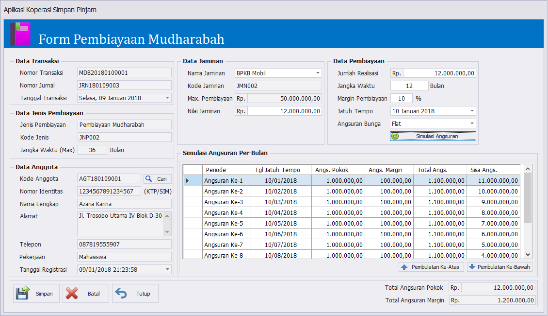 Aplikasi Koperasi Simpan Pinjam
Form Pembiayaan Mudharabah
Data Transaksi
Nomor Transaksi MD820180109001
Nomor Jurnal JRN180109003
Tanggal Transaksi Selasa, 09 Januari 2018
Data Jenis Pembiayaan
Jenis Pembiayaan Pembiayaan Mudharabah
Kode Jenis JNP002
Jangka Waktu (Max) 36 Bulan
Data Anggota
Kode Anggota AGT180109001 Cari
Nomor Identitas 1234567891234567 (KTP/SIM)
Nama Lengkap Azara Karina
Alamat Jl. Trosobo Utama IV Blok D-30
Telepon 087819555907
Pekerjaan Mahasiswa
Tanggal Registrasi 09/01/2018 21:23:58
Data Jaminan
Nama Jaminan BPKB Mobil
Kode Jaminan JMN002
Max. Pembiayaan Rp. 50.000.000,00
Nilai Jaminan Rp. 12.000.000,00
Data Pembiayaan
Jumlah Realisasi Rp. 12.000.000,00
Jangka Waktu 12 Bulan
Margin Pembiayaan 10 %
Jatuh Tempo 10 Januari 2018
Angsuran Bunga Flat
Simulasi Angsuran
Simulasi Angsuran Per Bulan
Periode Tgl Jatuh Tempo Angs. Pokok Angs. Margin Total Angs. Sisa Angs.
Angsuran Ke-1 10/01/2018 1.000.000,00 100.000,00 1.100.000,00 11.000.000,00
Angsuran Ke-2 10/02/2018 1.000.000,00 100.000,00 1.100.000,00 10.000.000,00
Angsuran Ke-3 10/03/2018 1.000.000,00 100.000,00 1.100.000,00 9.000.000,00
Angsuran Ke-4 10/04/2018 1.000.000,00 100.000,00 1.100.000,00 8.000.000,00
Angsuran Ke-5 10/05/2018 1.000.000,00 100.000,00 1.100.000,00 7.000.000,00
Angsuran Ke-6 10/06/2018 1.000.000,00 100.000,00 1.100.000,00 6.000.000,00
Angsuran Ke-7 10/07/2018 1.000.000,00 100.000,00 1.100.000,00 5.000.000,00
Angsuran Ke-8 10/08/2018 1.000.000,00 100.000,00 1.100.000,00 4.000.000,00
Pembulatan Ke-Atas Pembulatan Ke-Bawah
Simpan Batal Tutup
Total Angsuran Pokok Rp. 12.000.000,00
Total Angsuran Margin Rp. 1.200.000,00